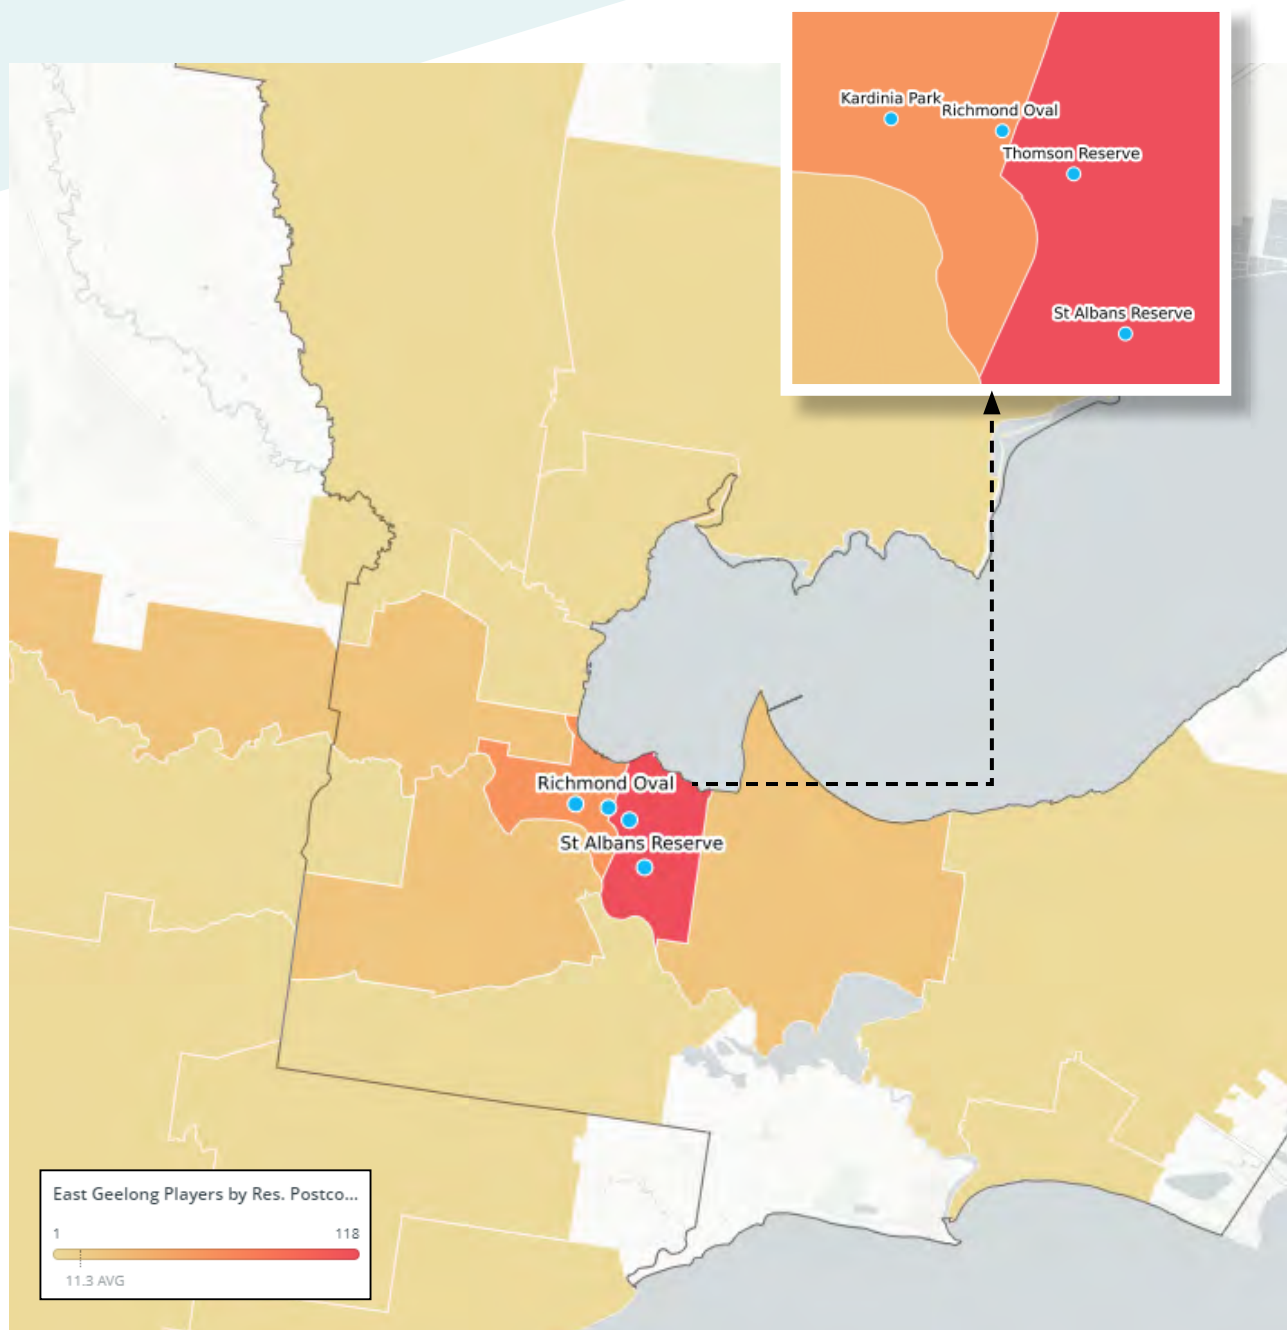 Kardinia Park
Richmond Oval
Thomson Reserve
St Albans Reserve
Richmond Oval
St Albans Reserve
East Geelong Players by Res. Postco...
1 118
11.3 AVG